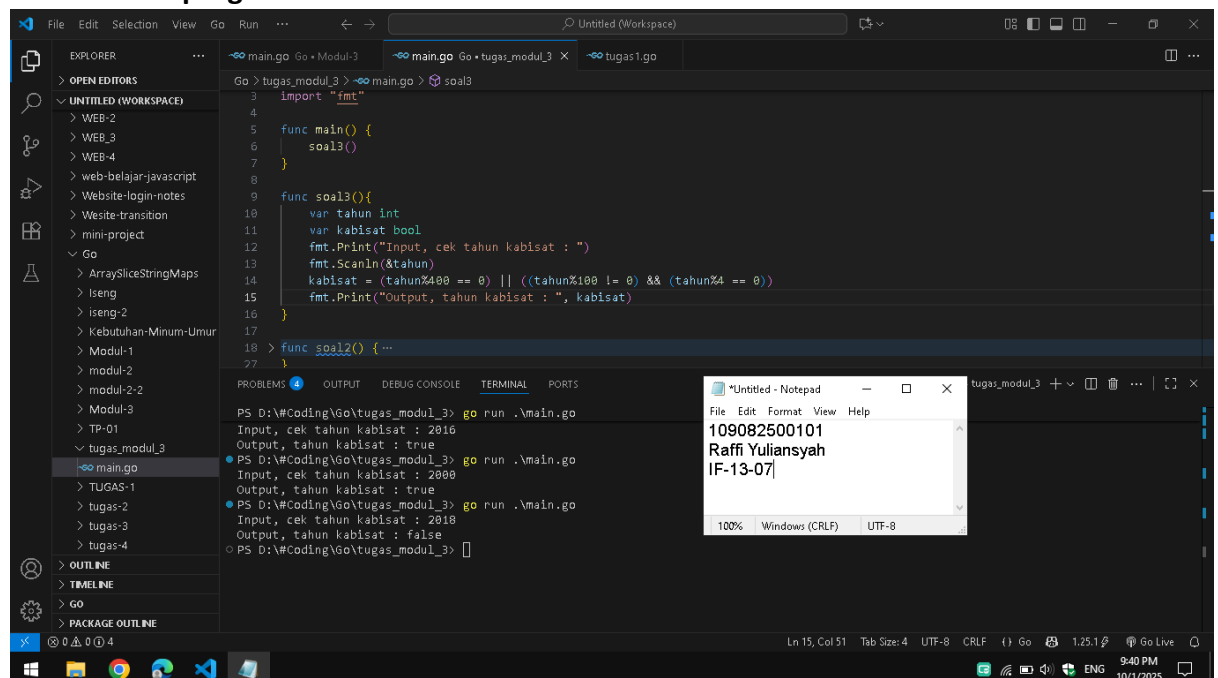 File Edit Selection View Go Run ··· Untitled (Workspace)
EXPLORER ···
main.go Go • Modul-3 main.go Go • tugas_modul_3 tugas1.go
> OPEN EDITORS
UNTITLED (WORKSPACE)
> WEB-2
> WEB_3
> WEB-4
> web-belajar-javascript
> Website-login-notes
> Wesite-transition
> mini-project
Go
> ArraySliceStringMaps
> Iseng
> iseng-2
> Kebutuhan-Minum-Umur
> Modul-1
> modul-2
> modul-2-2
> Modul-3
> TP-01
tugas_modul_3
main.go
> TUGAS-1
> tugas-2
> tugas-3
> tugas-4
> OUTLINE
> TIMELINE
> GO
> PACKAGE OUTLINE
Go > tugas_modul_3 > main.go > soal3
3 import "fmt"
4
5 func main() {
6 soal3()
7 }
8
9 func soal3(){
10 var tahun int
11 var kabisat bool
12 fmt.Print("Input, cek tahun kabisat : ")
13 fmt.Scanln(&tahun)
14 kabisat = (tahun%400 == 0) || ((tahun%100 != 0) && (tahun%4 == 0))
15 fmt.Print("Output, tahun kabisat : ", kabisat)
16 }
17
18 > func soal2() { ···
27 }
PROBLEMS 4 OUTPUT DEBUG CONSOLE TERMINAL PORTS tugas_modul_3
PS D:\#Coding\Go\tugas_modul_3> go run .\main.go
Input, cek tahun kabisat : 2016
Output, tahun kabisat : true
PS D:\#Coding\Go\tugas_modul_3> go run .\main.go
Input, cek tahun kabisat : 2000
Output, tahun kabisat : true
PS D:\#Coding\Go\tugas_modul_3> go run .\main.go
Input, cek tahun kabisat : 2018
Output, tahun kabisat : false
PS D:\#Coding\Go\tugas_modul_3>
*Untitled - Notepad
File Edit Format View Help
109082500101
Raffi Yuliansyah
IF-13-07
100% Windows (CRLF) UTF-8
0 0 4 Ln 15, Col 51 Tab Size: 4 UTF-8 CRLF {} Go 1.25.1 Go Live
ENG 9:40 PM
10/1/2025